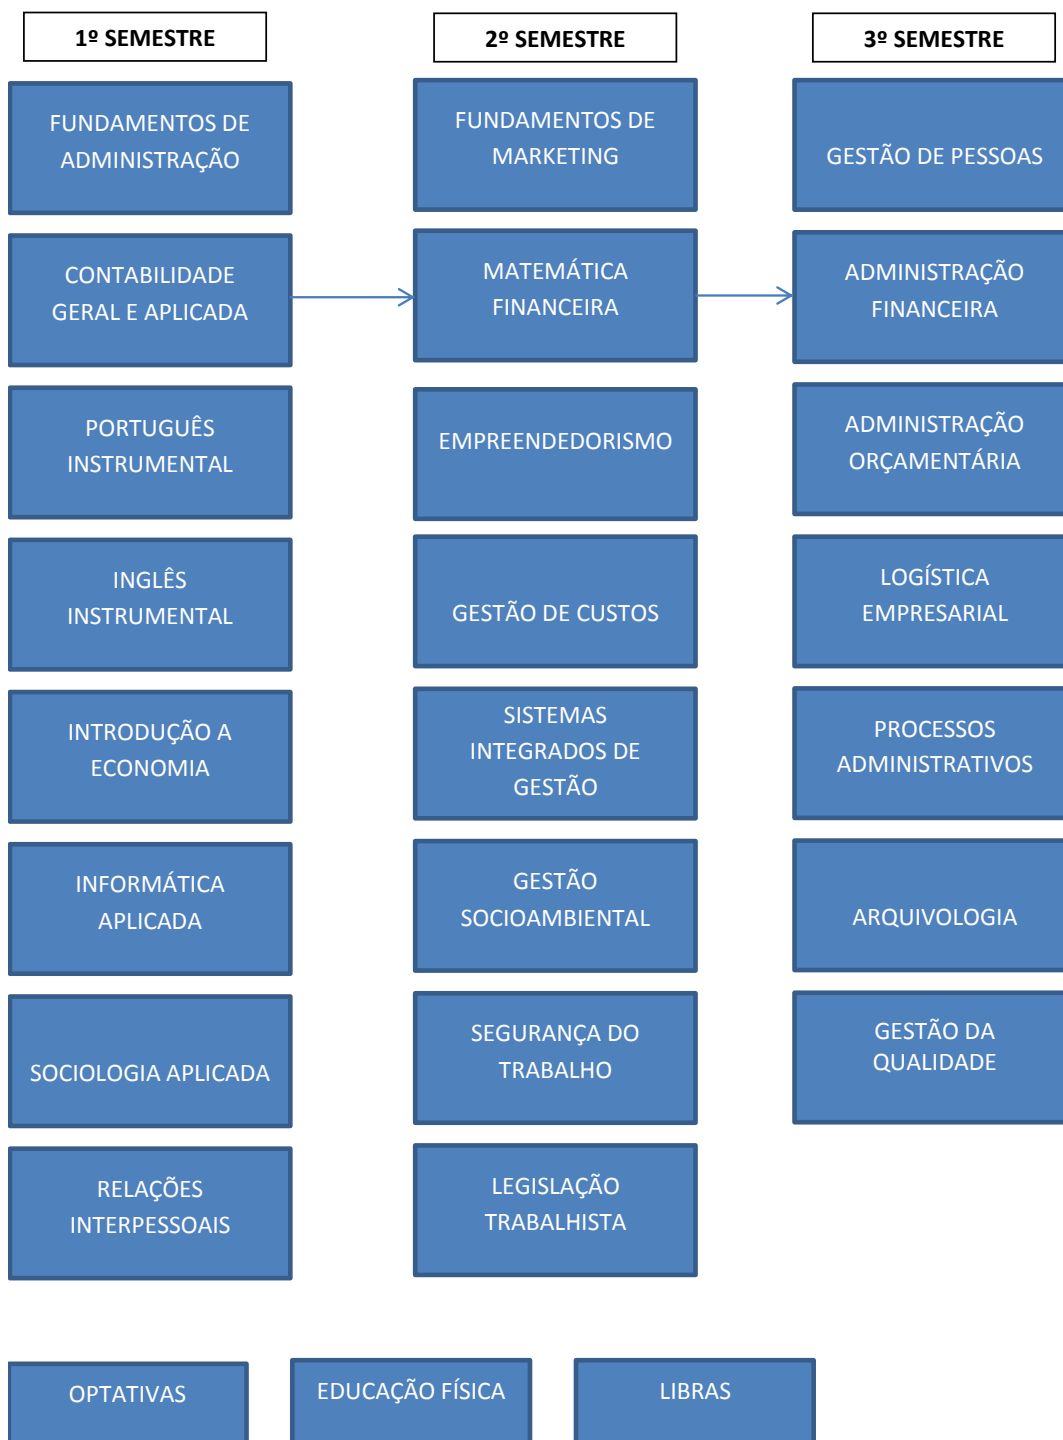 1º SEMESTRE
2º SEMESTRE
3º SEMESTRE
FUNDAMENTOS DE
ADMINISTRAÇÃO
FUNDAMENTOS DE
MARKETING
GESTÃO DE PESSOAS
CONTABILIDADE
GERAL E APLICADA
MATEMÁTICA
FINANCEIRA
ADMINISTRAÇÃO
FINANCEIRA
PORTUGUÊS
INSTRUMENTAL
EMPREENDEDORISMO
ADMINISTRAÇÃO
ORÇAMENTÁRIA
INGLÊS
INSTRUMENTAL
GESTÃO DE CUSTOS
LOGÍSTICA
EMPRESARIAL
INTRODUÇÃO A
ECONOMIA
SISTEMAS
INTEGRADOS DE
GESTÃO
PROCESSOS
ADMINISTRATIVOS
INFORMÁTICA
APLICADA
GESTÃO
SOCIOAMBIENTAL
ARQUIVOLOGIA
SOCIOLOGIA APLICADA
SEGURANÇA DO
TRABALHO
GESTÃO DA
QUALIDADE
RELAÇÕES
INTERPESSOAIS
LEGISLAÇÃO
TRABALHISTA
OPTATIVAS
EDUCAÇÃO FÍSICA
LIBRAS